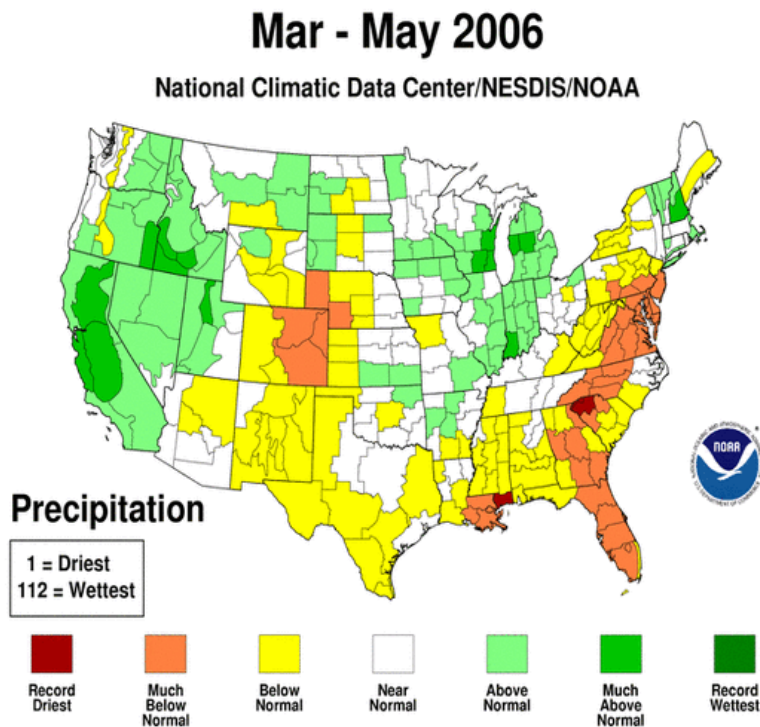 Mar - May 2006
National Climatic Data Center/NESDIS/NOAA
NOAA
Precipitation
1 = Driest
112 = Wettest
Record
Driest
Much
Below
Normal
Below
Normal
Near
Normal
Above
Normal
Much
Above
Normal
Record
Wettest